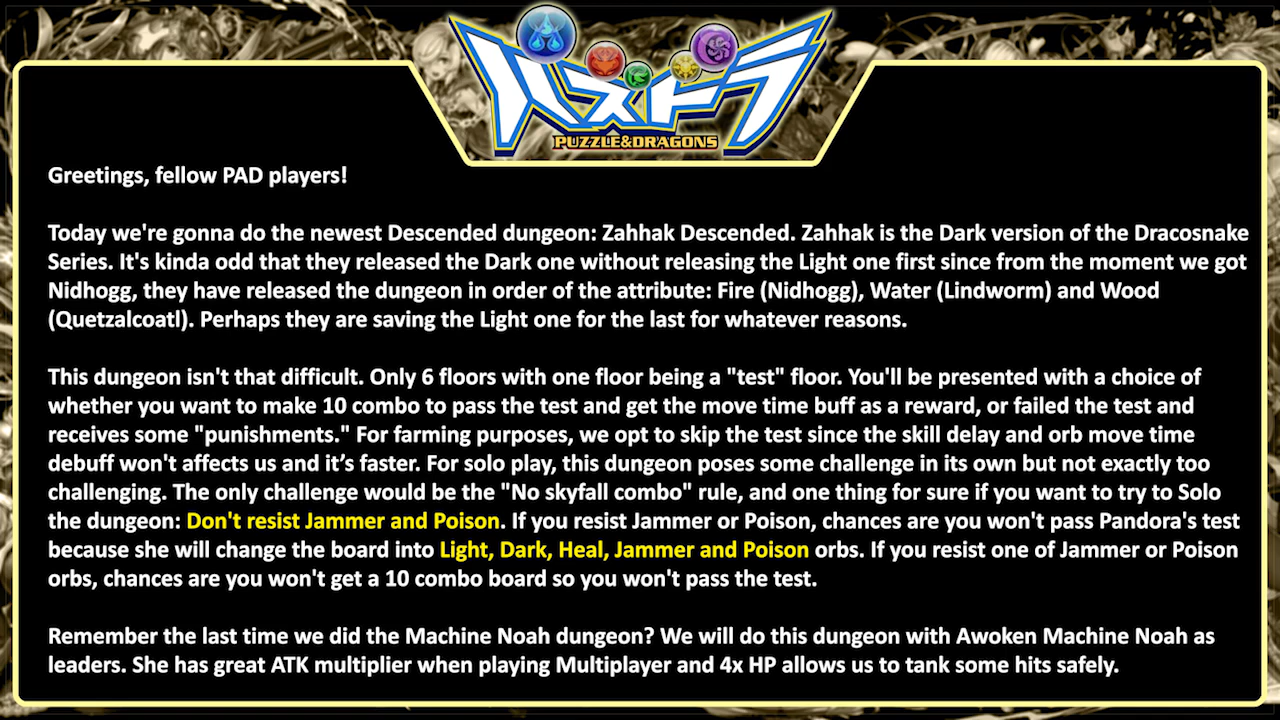 パズドラ
PUZZLE&DRAGONS
Greetings, fellow PAD players!
Today we're gonna do the newest Descended dungeon: Zahhak Descended. Zahhak is the Dark version of the Dracosnake
Series. It's kinda odd that they released the Dark one without releasing the Light one first since from the moment we got
Nidhogg, they have released the dungeon in order of the attribute: Fire (Nidhogg), Water (Lindworm) and Wood
(Quetzalcoatl). Perhaps they are saving the Light one for the last for whatever reasons.
This dungeon isn't that difficult. Only 6 floors with one floor being a "test" floor. You'll be presented with a choice of
whether you want to make 10 combo to pass the test and get the move time buff as a reward, or failed the test and
receives some "punishments." For farming purposes, we opt to skip the test since the skill delay and orb move time
debuff won't affects us and it’s faster. For solo play, this dungeon poses some challenge in its own but not exactly too
challenging. The only challenge would be the "No skyfall combo" rule, and one thing for sure if you want to try to Solo
the dungeon: Don't resist Jammer and Poison. If you resist Jammer or Poison, chances are you won't pass Pandora's test
because she will change the board into Light, Dark, Heal, Jammer and Poison orbs. If you resist one of Jammer or Poison
orbs, chances are you won't get a 10 combo board so you won't pass the test.
Remember the last time we did the Machine Noah dungeon? We will do this dungeon with Awoken Machine Noah as
leaders. She has great ATK multiplier when playing Multiplayer and 4x HP allows us to tank some hits safely.